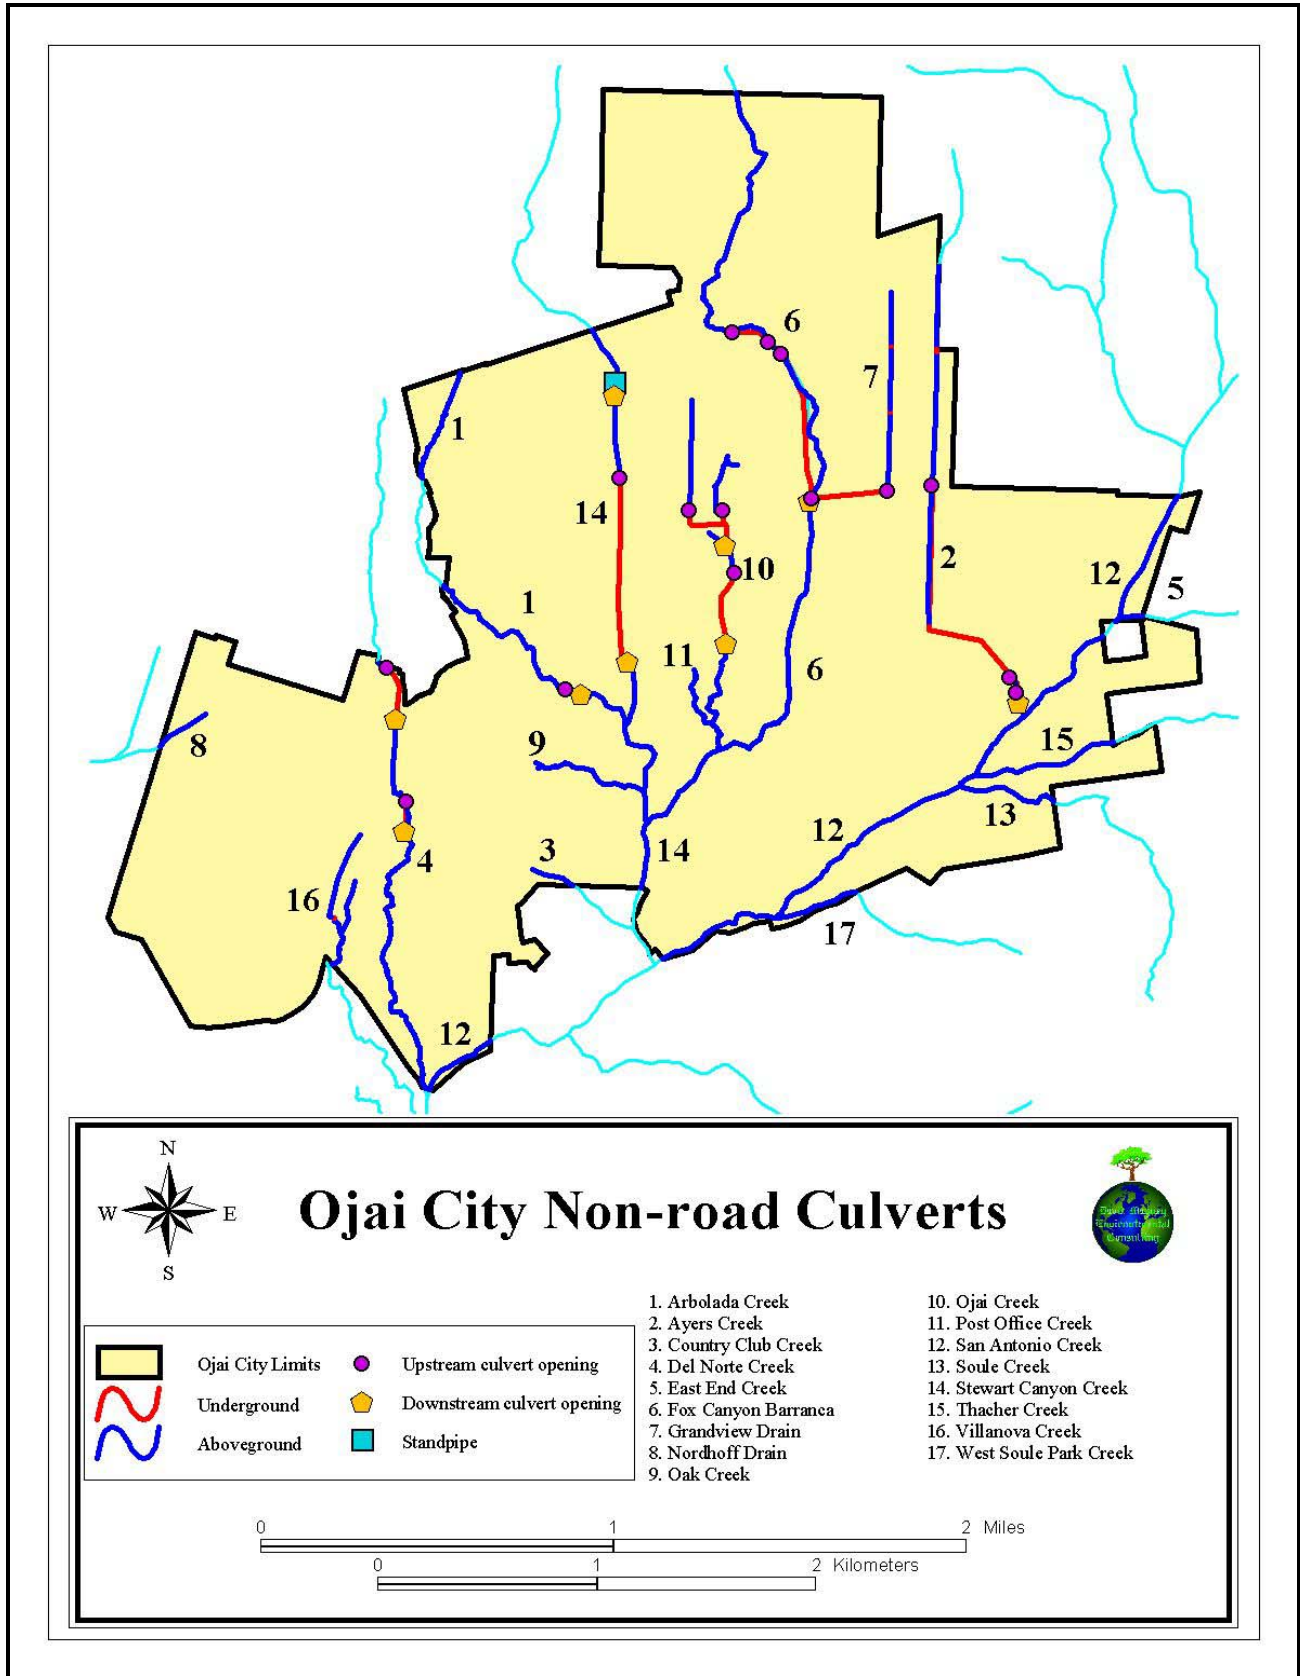 6
7
1
14
2
10
12
5
1
11
6
8
9
15
13
12
3
14
4
16
17
12
N
W E
S
Ojai City Non-road Culverts
Ojai City Limits
Underground
Aboveground
Upstream culvert opening
Downstream culvert opening
Standpipe
1. Arbolada Creek
2. Ayers Creek
3. Country Club Creek
4. Del Norte Creek
5. East End Creek
6. Fox Canyon Barranca
7. Grandview Drain
8. Nordhoff Drain
9. Oak Creek
10. Ojai Creek
11. Post Office Creek
12. San Antonio Creek
13. Soule Creek
14. Stewart Canyon Creek
15. Thacher Creek
16. Villanova Creek
17. West Soule Park Creek
Environmental
Consulting
0 1 2 Miles
0 1 2 Kilometers